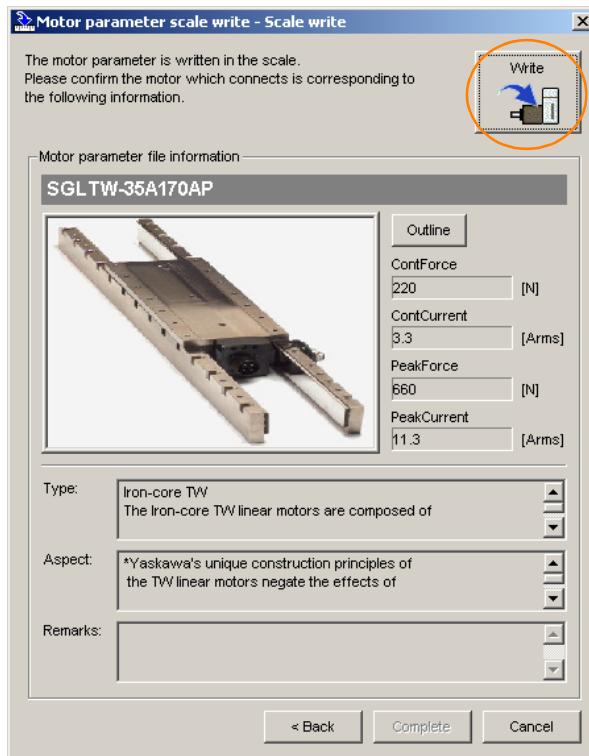 Motor parameter scale write - Scale write
The motor parameter is written in the scale.
Please confirm the motor which connects is corresponding to
the following information.
Write
Motor parameter file information
SGLTW-35A170AP
Outline
ContForce
220 [N]
ContCurrent
3.3 [Arms]
PeakForce
660 [N]
PeakCurrent
11.3 [Arms]
Type:
Iron-core TW
The Iron-core TW linear motors are composed of
Aspect:
*Yaskawa's unique construction principles of
the TW linear motors negate the effects of
Remarks:
< Back
Complete
Cancel